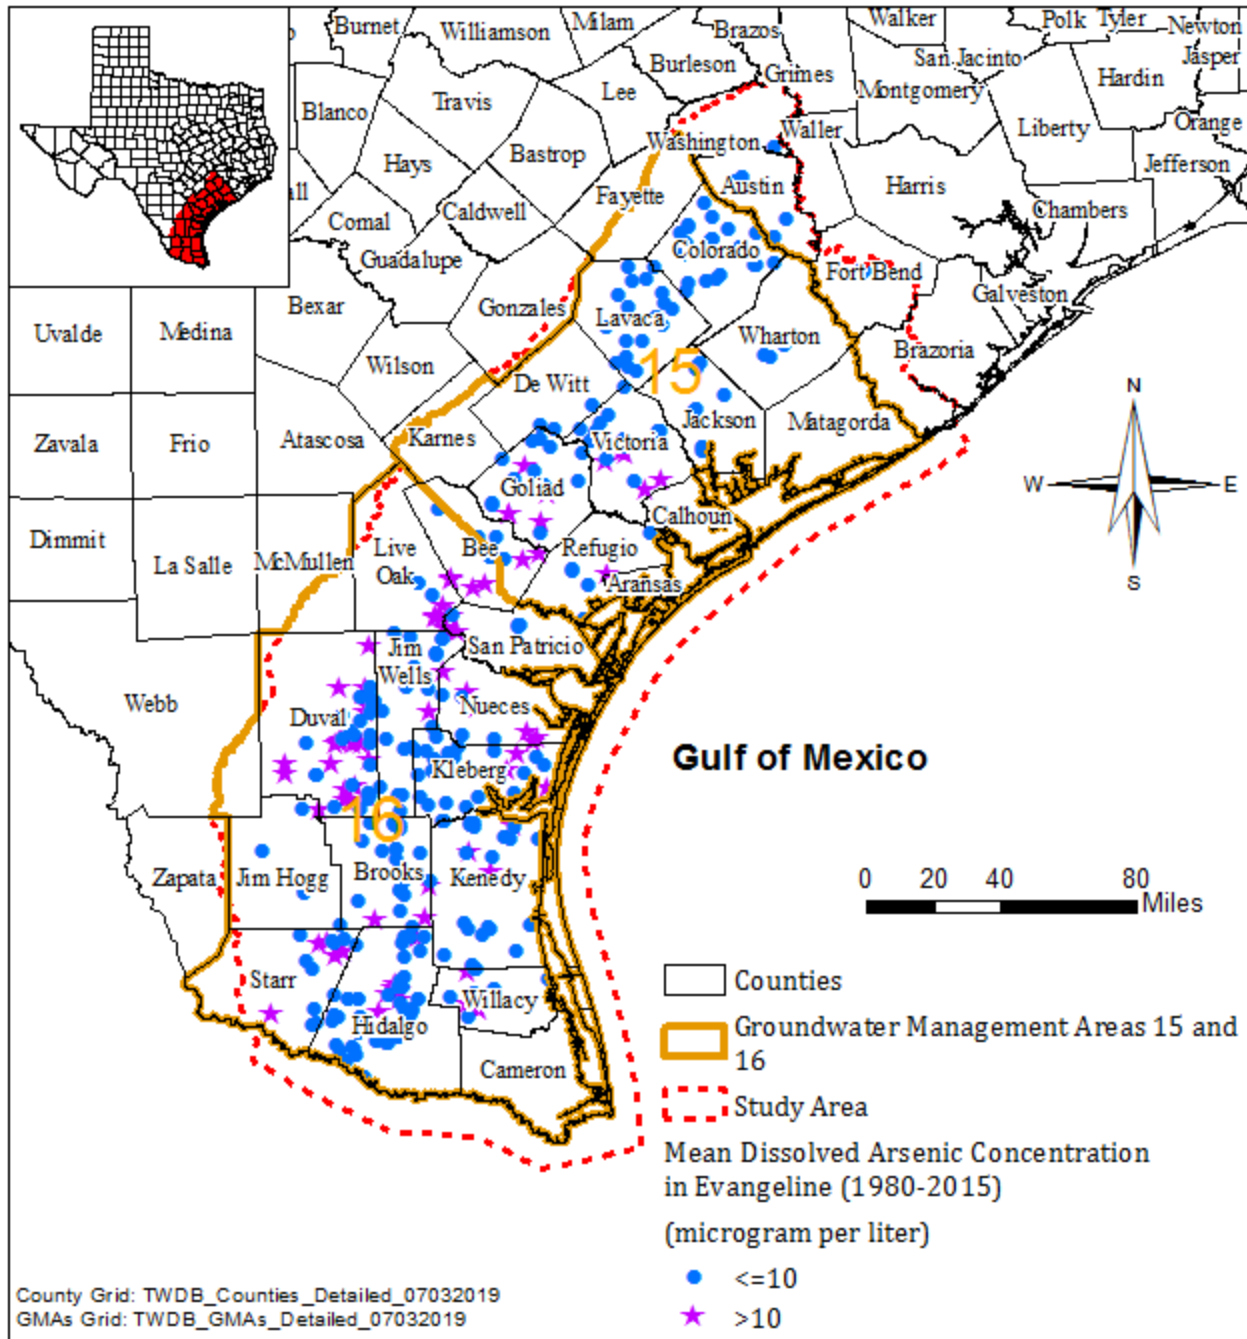 Burnet
Williamson
Milam
Brazos
Walker
Polk
Tyler
Newton
Burleson
Grimes
San Jacinto
Jasper
Blanco
Travis
Lee
Montgomery
Hardin
Washington
Waller
Liberty
Orange
Hays
Bastrop
Jefferson
Austin
Harris
Fayette
Comal
Caldwell
Chambers
Guadalupe
Colorado
Fort Bend
Bexar
Gonzales
Galveston
Uvalde
Medina
Lavaca
Wharton
Wilson
Brazoria
15
De Witt
Jackson
Matagorda
N
Zavala
Frio
Atascosa
Karnes
Victoria
Goliad
W
E
Calhoun
Dimmit
La Salle
McMullen
Live
Oak
Bee
Refugio
Aransas
S
Jim
Wells
San Patricio
Webb
Duval
Nueces
Gulf of Mexico
Kleberg
16
Zapata
Jim Hogg
Brooks
Kenedy
0 20 40 80
Miles
Starr
Willacy
Hidalgo
Cameron
Counties
Groundwater Management Areas 15 and
16
Study Area
Mean Dissolved Arsenic Concentration
in Evangeline (1980-2015)
(microgram per liter)
<=10
>10
County Grid: TWDB_Counties_Detailed_07032019
GMAs Grid: TWDB_GMAs_Detailed_07032019